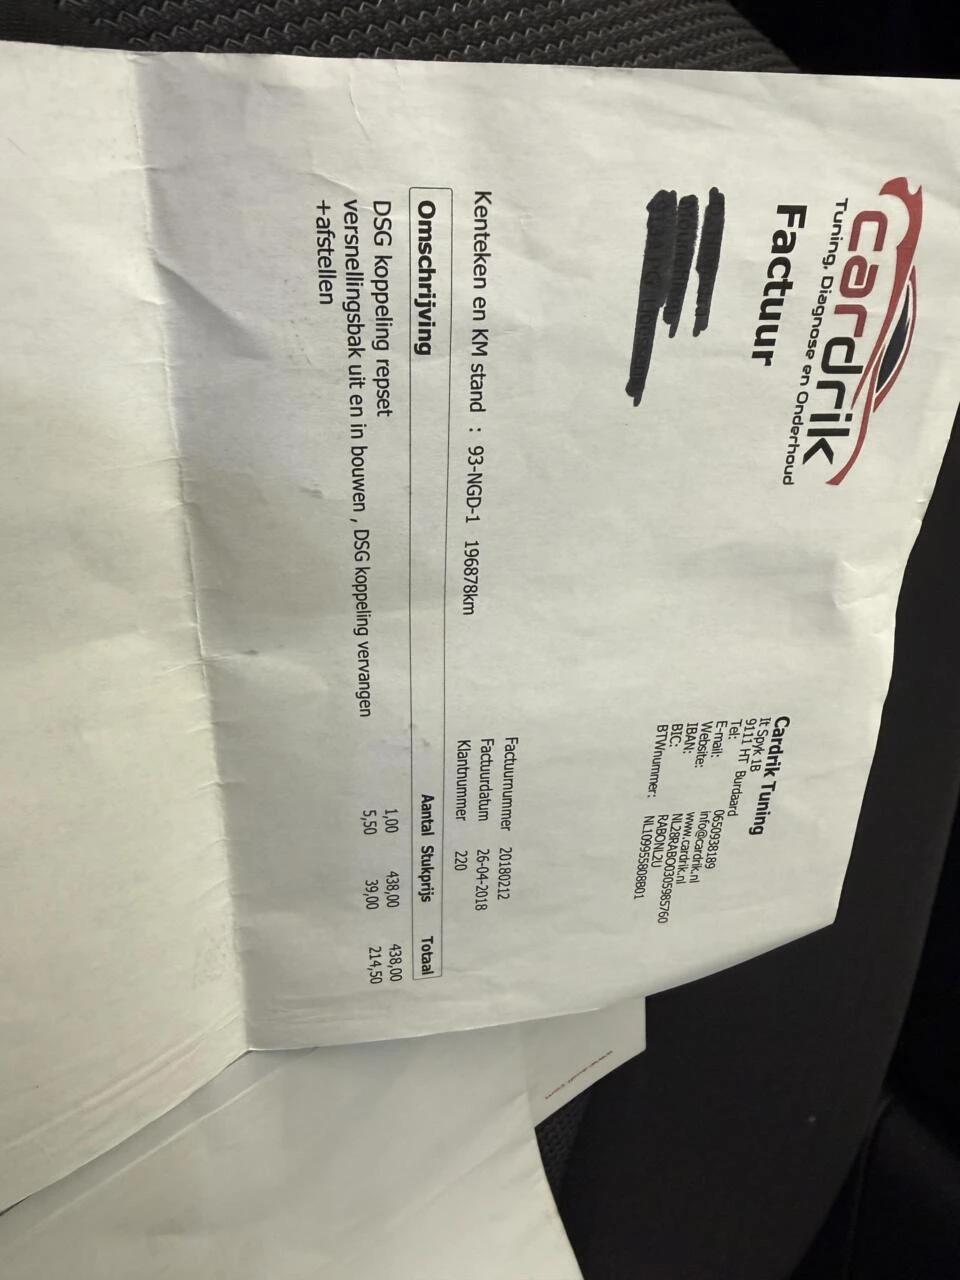 cardrik
Tuning, Diagnose en Onderhoud
Factuur
Cardrik Tuning
It Spyk 1B
9111 HT Burdaard
Tel: 0650938189
E-mail: info@cardrik.nl
Website: www.cardrik.nl
IBAN: NL28RABO0305985760
BIC: RABONL2U
BTWnummer: NL109955808B01
Factuurnummer 20180212
Factuurdatum 26-04-2018
Klantnummer 220
Kenteken en KM stand : 93-NGD-1 196878km
Omschrijving Aantal Stukprijs Totaal
DSG koppeling repset 1,00 438,00 438,00
versnellingsbak uit en in bouwen , DSG koppeling vervangen 5,50 39,00 214,50
+afstellen